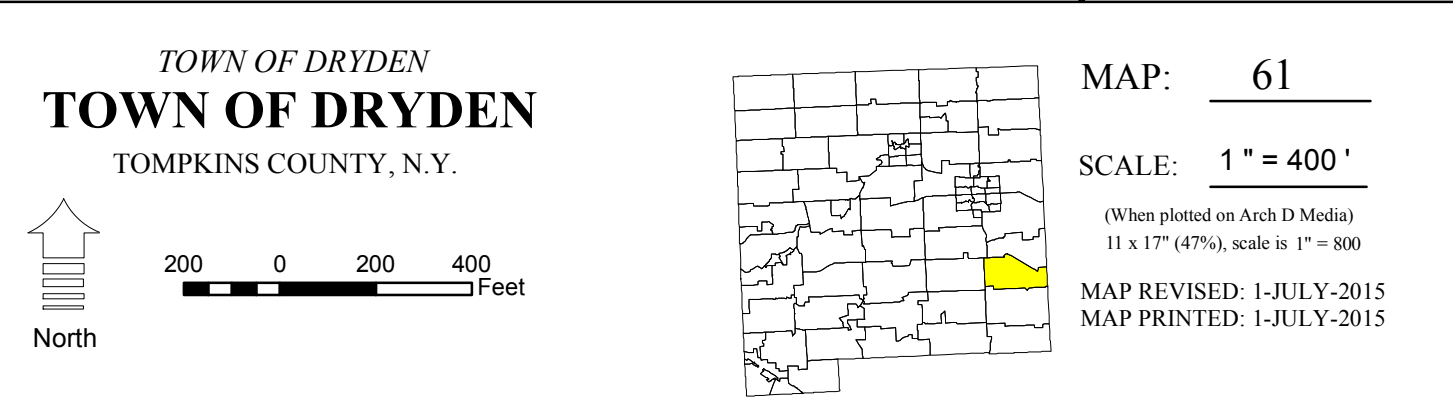 TOWN OF DRYDEN
TOWN OF DRYDEN
TOMPKINS COUNTY, N.Y.
North
200 0 200 400
Feet
MAP: 61
SCALE: 1 " = 400 '
(When plotted on Arch D Media)
11 x 17" (47%), scale is 1" = 800
MAP REVISED: 1-JULY-2015
MAP PRINTED: 1-JULY-2015